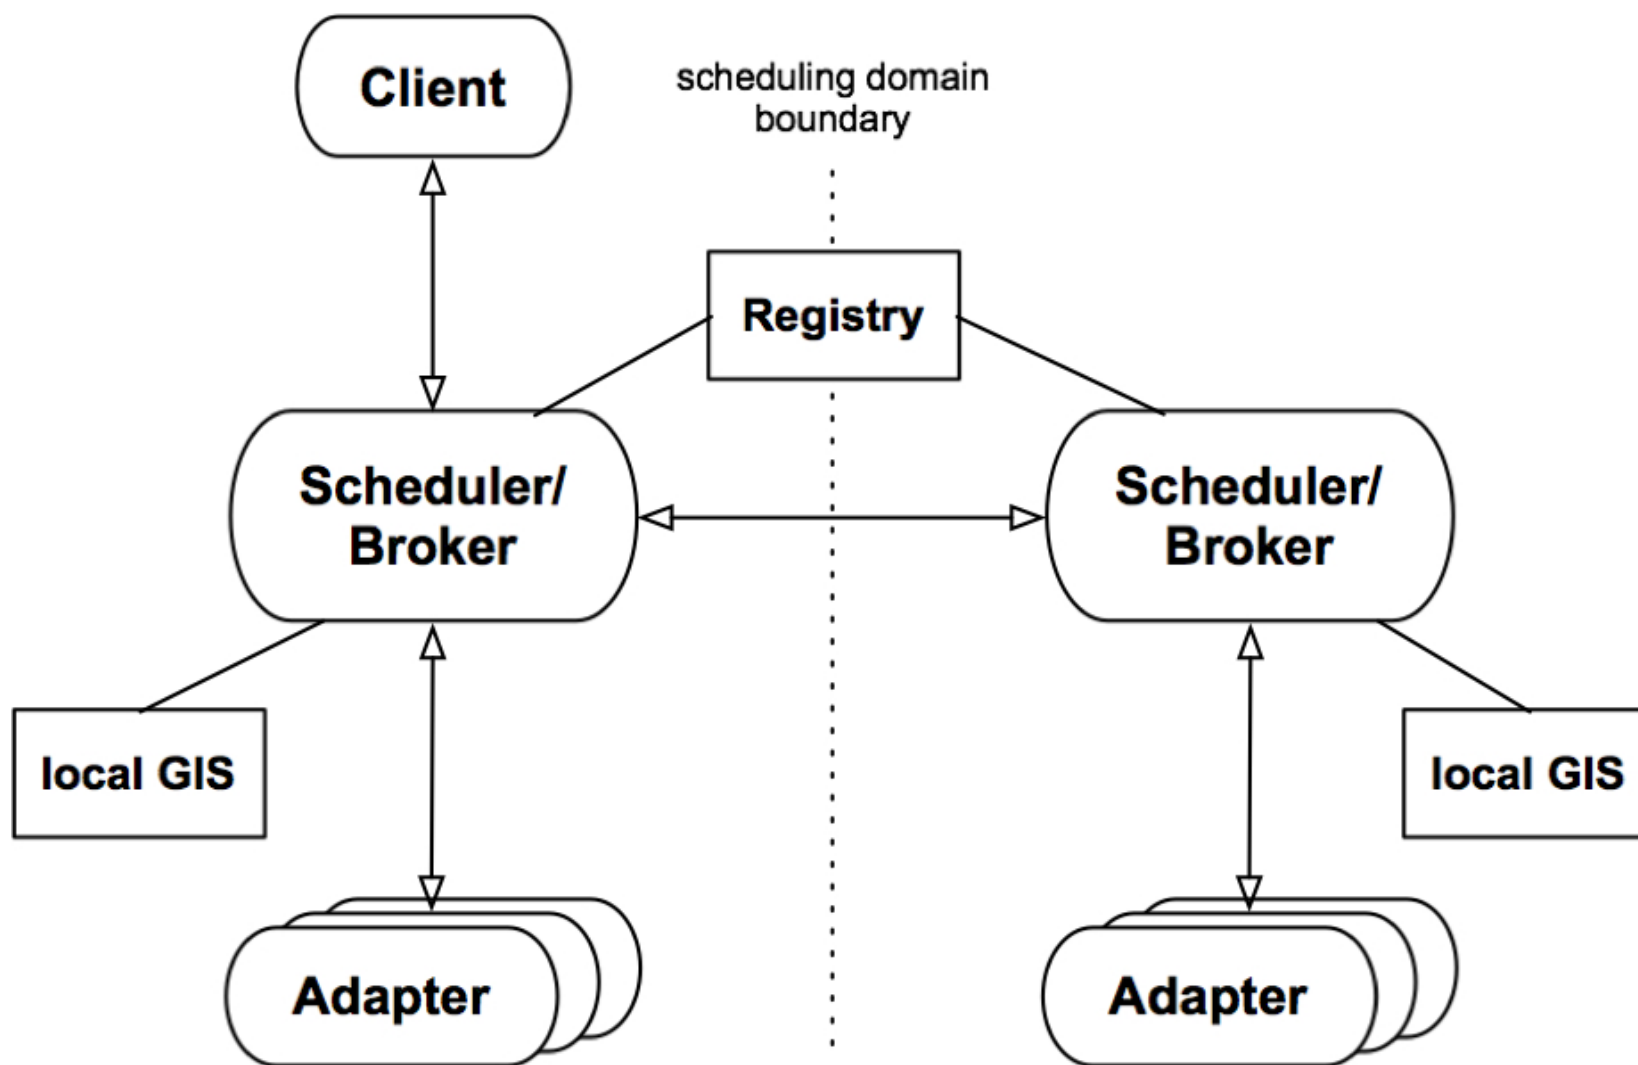 Client
scheduling domain
boundary
Registry
Scheduler/
Broker
Scheduler/
Broker
local GIS
local GIS
Adapter
Adapter